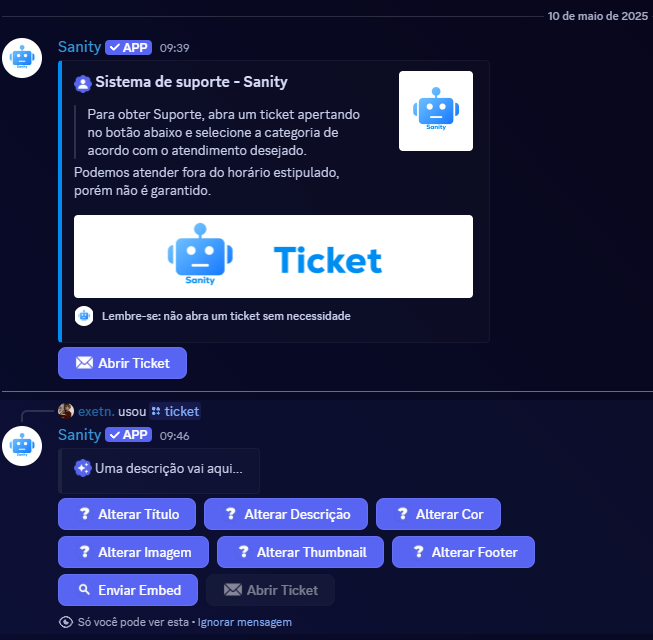 10 de maio de 2025
Sanity APP 09:39
Sistema de suporte - Sanity
Sanity
Para obter Suporte, abra um ticket apertando
no botão abaixo e selecione a categoria de
acordo com o atendimento desejado.
Podemos atender fora do horário estipulado,
porém não é garantido.
Sanity
Ticket
Lembre-se: não abra um ticket sem necessidade
Abrir Ticket
exetn. usou ticket
Sanity APP 09:46
Uma descrição vai aqui...
? Alterar Título ? Alterar Descrição ? Alterar Cor
? Alterar Imagem ? Alterar Thumbnail ? Alterar Footer
Enviar Embed Abrir Ticket
Só você pode ver esta • Ignorar mensagem